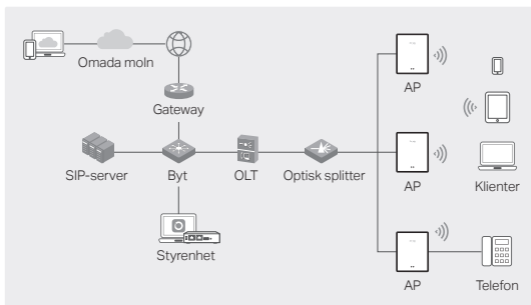 Omada moln
Gateway
AP
SIP-server
Byt
OLT
Optisk splitter
AP
Klienter
Styrenhet
AP
Telefon